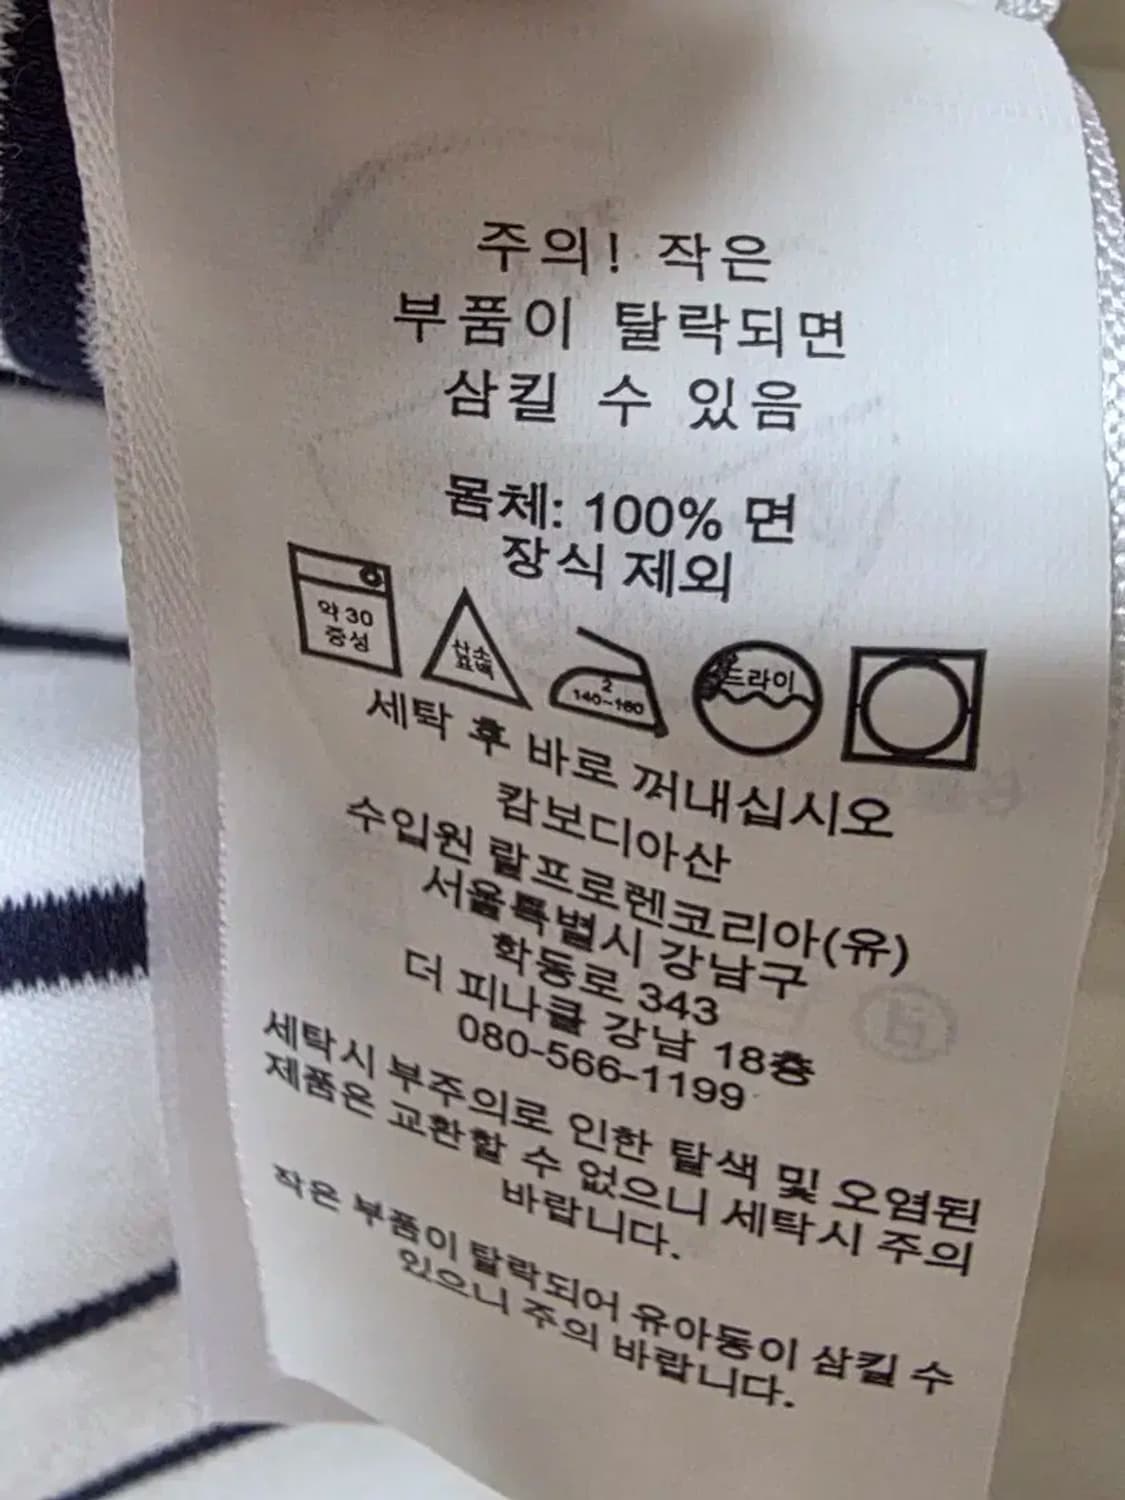 주의! 작은
부품이 탈락되면
삼킬 수 있음
몸체: 100% 면
장식 제외
약 30
중성
산소
표백
2
140~160
드라이
세탁 후 바로 꺼내십시오
캄보디아산
수입원 랄프로렌코리아(유)
서울특별시 강남구
학동로 343
더 피나클 강남 18층
080-566-1199
세탁시 부주의로 인한 탈색 및 오염된
제품은 교환할 수 없으니 세탁시 주의
바랍니다.
작은 부품이 탈락되어 유아동이 삼킬 수
있으니 주의 바랍니다.